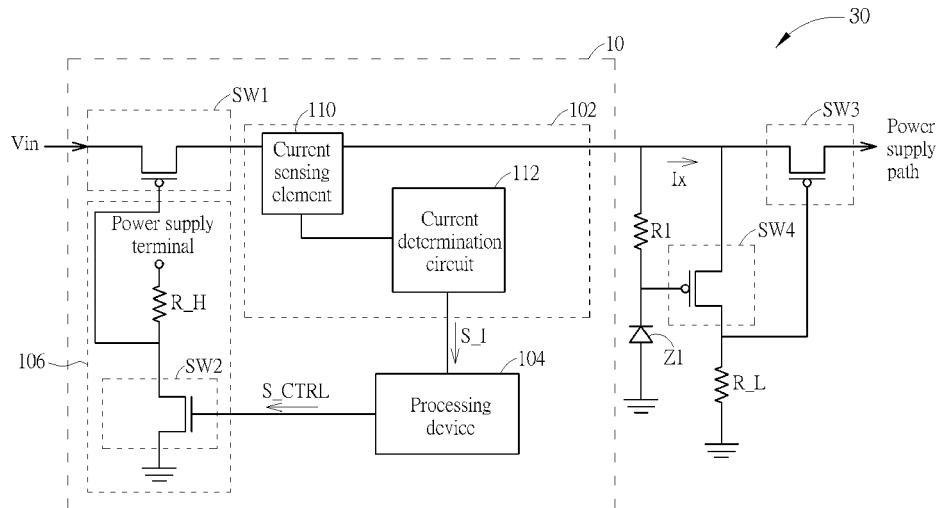 30
10
SW1
110
102
SW3
Vin
Current
sensing
element
112
Ix
Power
supply
path
Power supply
terminal
Current
determination
circuit
R1
SW4
R_H
S_I
Z1
106
SW2
104
R_L
S_CTRL
Processing
device